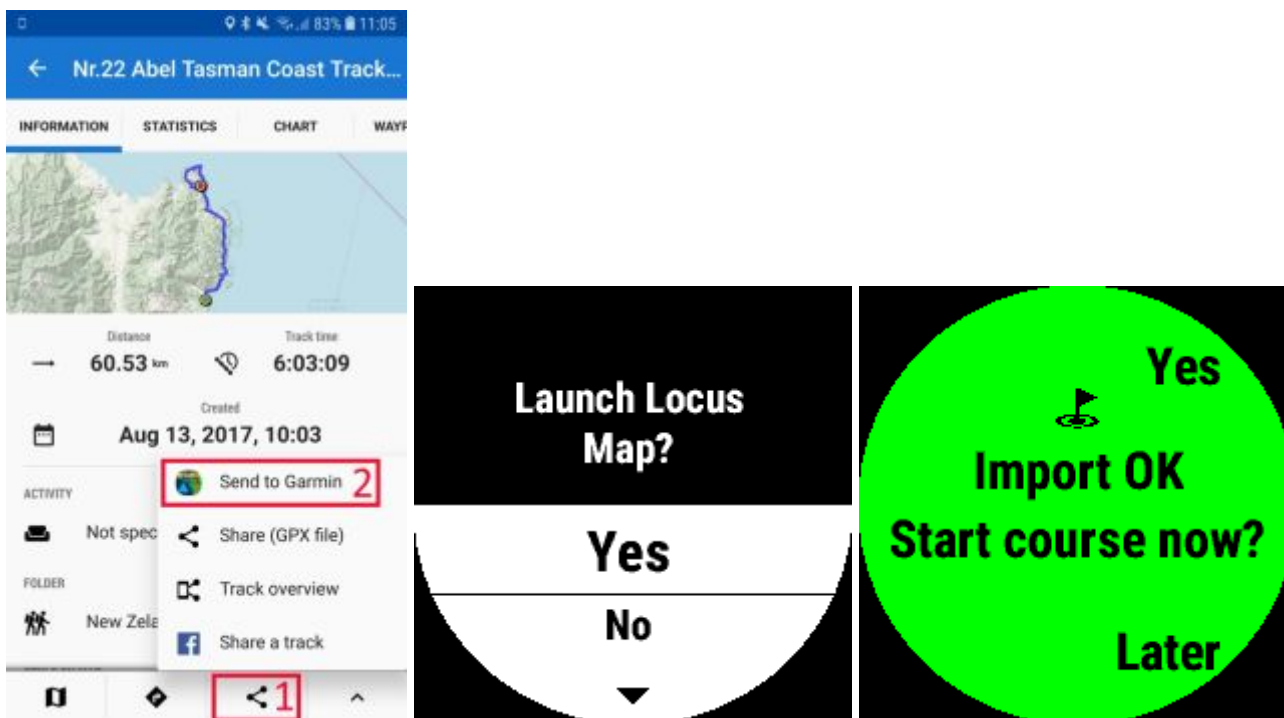 83% 11:05
Nr.22 Abel Tasman Coast Track...
INFORMATION STATISTICS CHART
Distance Track time
60.53 km 6:03:09
Created
Aug 13, 2017, 10:03
ACTIVITY
Not spec
FOLDER
New Zela
Send to Garmin 2
Share (GPX file)
Track overview
Share a track
1
Launch Locus
Map?
Yes
No
Yes
Import OK
Start course now?
Later